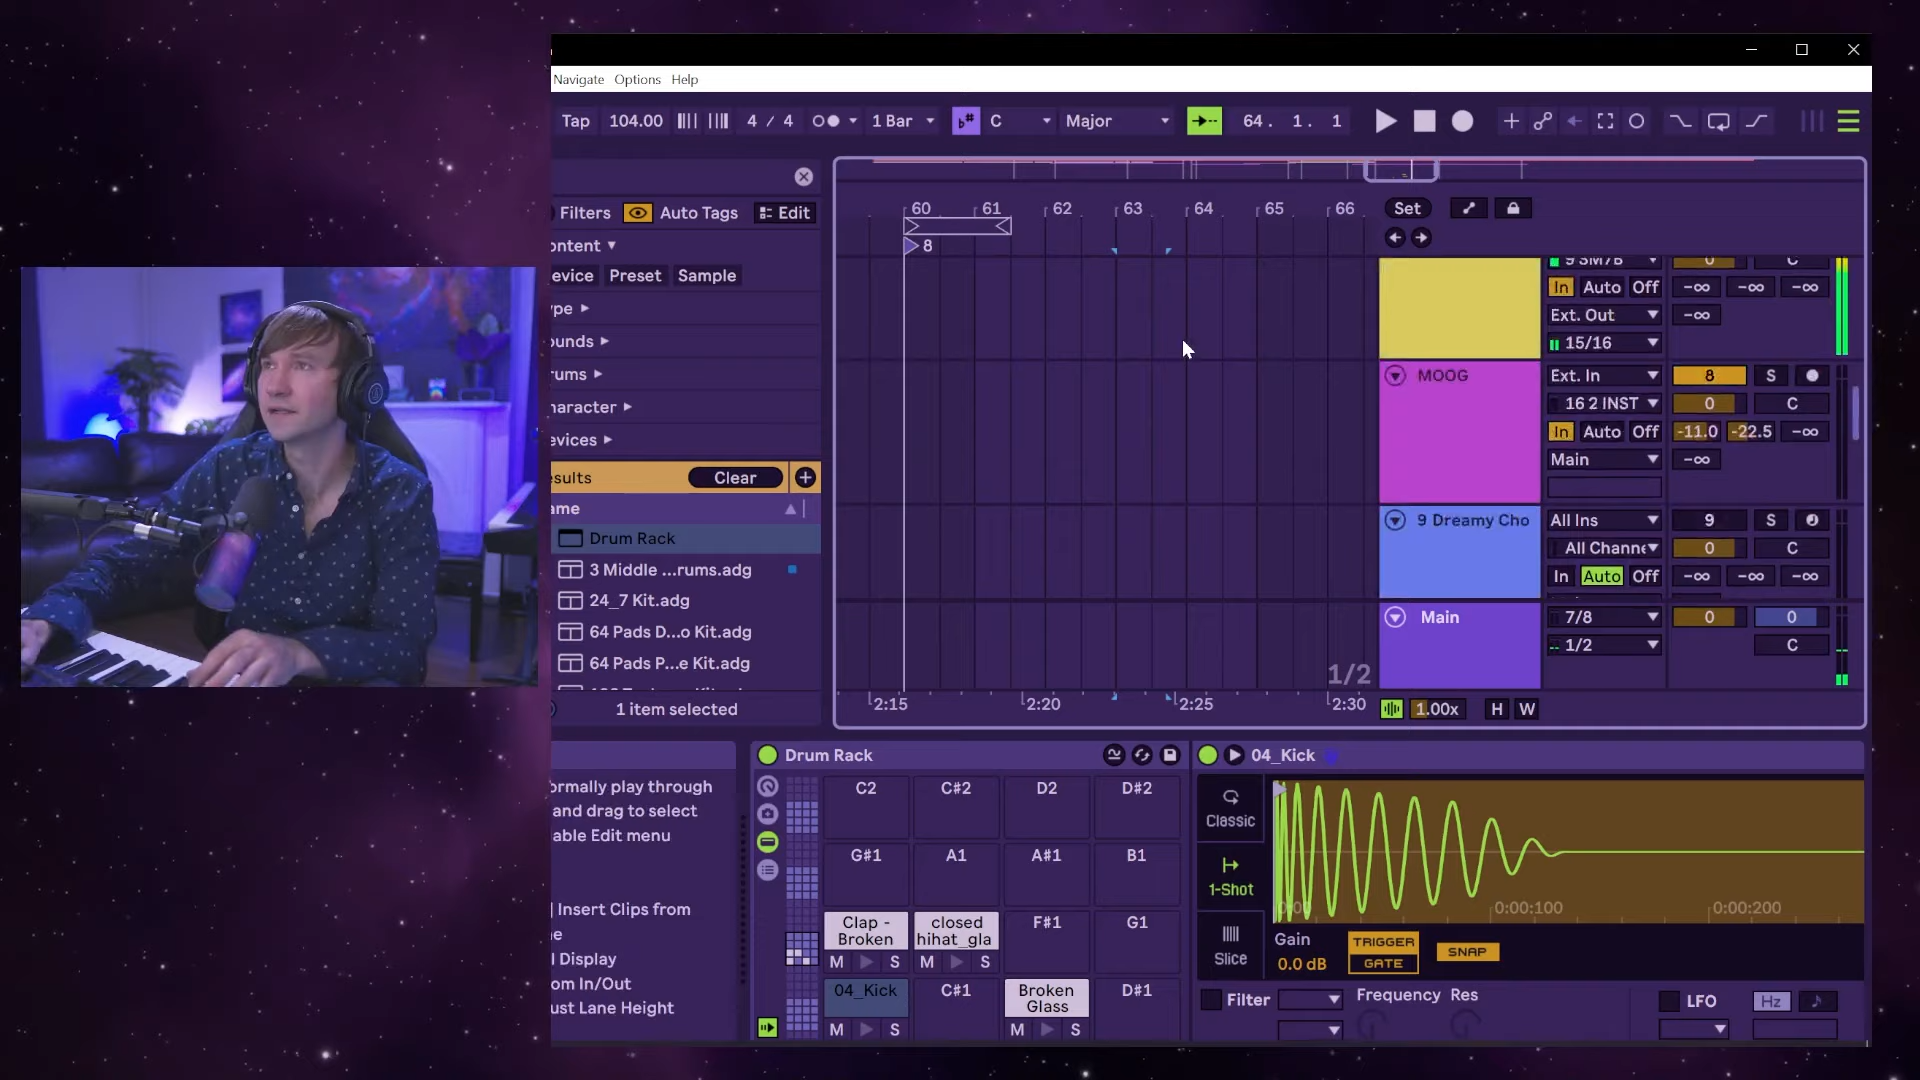 Navigate Options Help
Tap 104.00 4 / 4 1 Bar C Major 64. 1. 1
Filters Auto Tags Edit
ontent
evice Preset Sample
ype
ounds
rums
haracter
evices
esults Clear
ame
Drum Rack
3 Middle ...rums.adg
24_7 Kit.adg
64 Pads D...o Kit.adg
64 Pads P...e Kit.adg
1 item selected
60 61 62 63 64 65 66
8
Set
1/2
2:15 2:20 2:25 2:30
9 SM7B 0 C
In Auto Off -∞ -∞ -∞
Ext. Out -∞
15/16
MOOG Ext. In 8 S
16 2 INST 0 C
In Auto Off -11.0 -22.5 -∞
Main -∞
9 Dreamy Cho All Ins 9 S
All Channe 0 C
In Auto Off -∞ -∞ -∞
Main 7/8 0 0
1/2 C
1.00x H W
ormally play through
and drag to select
able Edit menu
Insert Clips from
e
l Display
om In/Out
ust Lane Height
Drum Rack
C2 C#2 D2 D#2
G#1 A1 A#1 B1
Clap -
Broken
closed
hihat_gla
F#1 G1
M S M S
04_Kick C#1
Broken
Glass
D#1
M S M S
04_Kick
Classic
1-Shot
Slice
0:00 0:00:100 0:00:200
Gain
0.0 dB
TRIGGER
GATE
SNAP
Filter Frequency Res LFO Hz